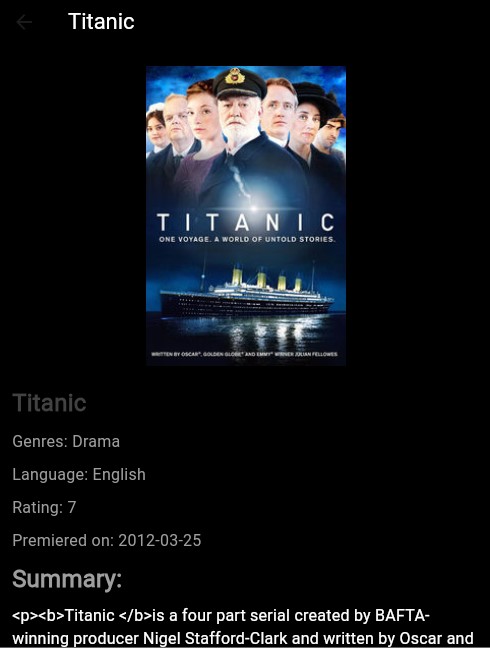 Titanic
TITANIC
ONE VOYAGE. A WORLD OF UNTOLD STORIES.
WRITTEN BY OSCAR®, GOLDEN GLOBE® AND EMMY® WINNER JULIAN FELLOWES
Titanic
Genres: Drama
Language: English
Rating: 7
Premiered on: 2012-03-25
Summary:
<p><b>Titanic </b>is a four part serial created by BAFTA-
winning producer Nigel Stafford-Clark and written by Oscar and